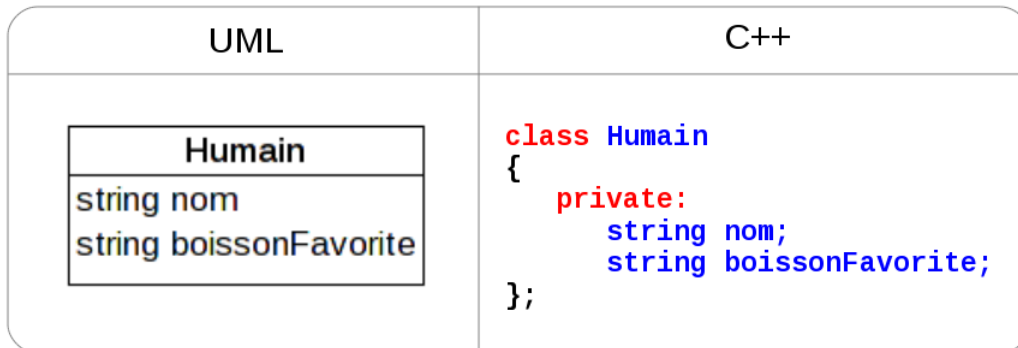 UML
C++
Humain
string nom
string boissonFavorite
class Humain
{
private:
string nom;
string boissonFavorite;
};